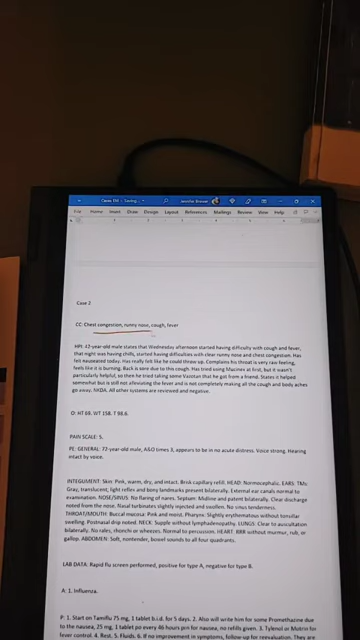 File Home Insert Draw Design Layout References Mailings Review View Help
Case 2
CC: Chest congestion, runny nose, cough, fever
HPI: 42-year-old male states that Wednesday afternoon started having difficulty with cough and fever,
that night was having chills, started having difficulties with clear runny nose and chest congestion. Has
felt nauseated today. Has really felt like he could throw up. Complains his throat is very raw feeling,
feels like it is burning. Back is sore due to this cough. Has tried using Mucinex at first, but it wasn't
particularly helpful, so then he tried taking some that he got from a friend. States it helped
somewhat but is still not alleviating the fever and is not completely making all the cough and body aches
go away. NKDA. All other systems are reviewed and negative.
O: HT 69. WT 158. T 98.6.
PAIN SCALE: 5.
PE: GENERAL: 72-year-old male, A&O times 3, appears to be in no acute distress. Voice strong. Hearing
intact by voice.
INTEGUMENT: Skin: Pink, warm, dry, and intact. Brisk capillary refill. HEAD: Normocephalic. EARS: TMs:
Gray, translucent, light reflex and bony landmarks present bilaterally. External ear canals normal to
examination. NOSE/SINUS: No flaring of nares. Septum: Midline and patent bilaterally. Clear discharge
noted from the nose. Nasal turbinates slightly injected and swollen. No sinus tenderness.
THROAT/MOUTH: Buccal mucosa: Pink and moist. Pharynx: Slightly erythematous without tonsillar
swelling. Postnasal drip noted. NECK: Supple without lymphadenopathy. LUNGS: Clear to auscultation
bilaterally. No rales, rhonchi or wheezes. Normal to percussion. HEART: RRR without murmur, rub, or
gallop. ABDOMEN: Soft, nontender, bowel sounds to all four quadrants.
LAB DATA: Rapid flu screen performed, positive for type A, negative for type B.
A: 1. Influenza.
P: 1. Start on Tamiflu 75 mg, 1 tablet b.i.d. for 5 days. 2. Also will write him for some Promethazine due
to the nausea, 25 mg, 1 tablet po every 46 hours prn for nausea, no refills given. 3. Tylenol or Motrin for
fever control. 4. Rest. 5. Fluids. 6. If no improvement in symptoms, followup for reevaluation. They are